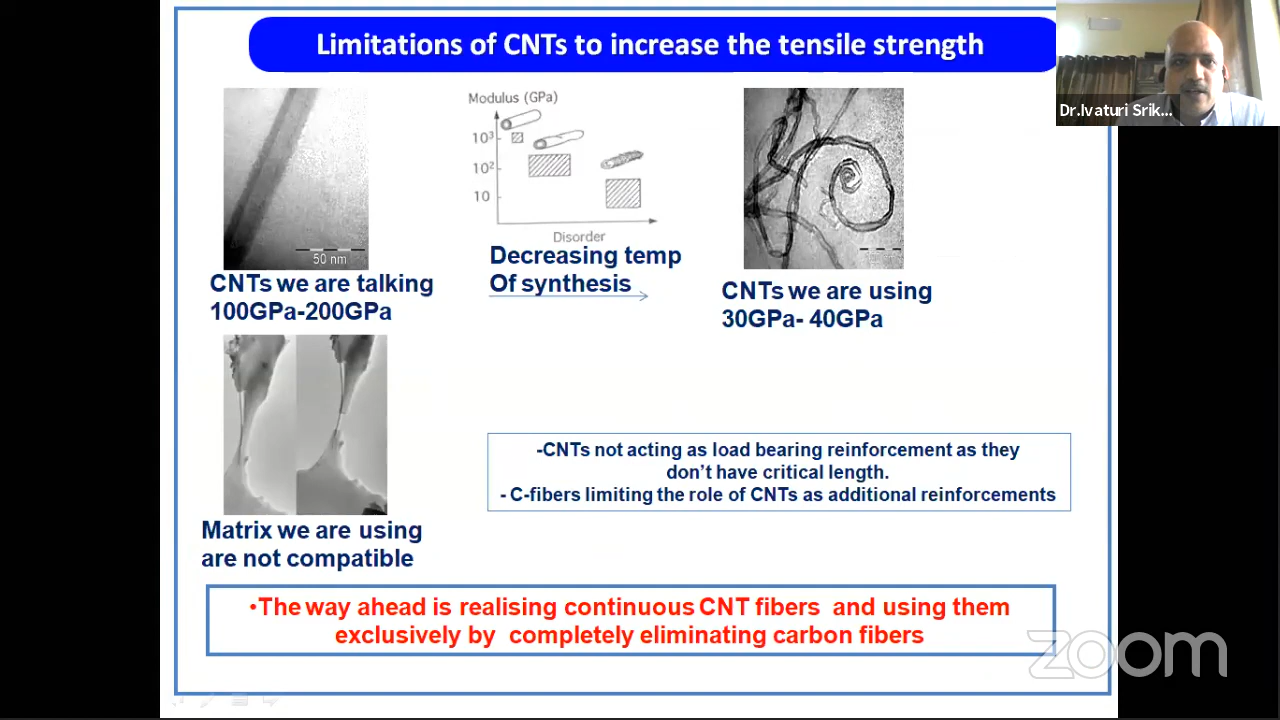 Limitations of CNTs to increase the tensile strength
Dr.Ivaturi Srik...
Modulus (GPa)
10³
10²
10
Disorder
50 nm
Decreasing temp
Of synthesis
CNTs we are talking
100GPa-200GPa
CNTs we are using
30GPa- 40GPa
-CNTs not acting as load bearing reinforcement as they
don’t have critical length.
- C-fibers limiting the role of CNTs as additional reinforcements
Matrix we are using
are not compatible
•The way ahead is realising continuous CNT fibers and using them
exclusively by completely eliminating carbon fibers
zoom